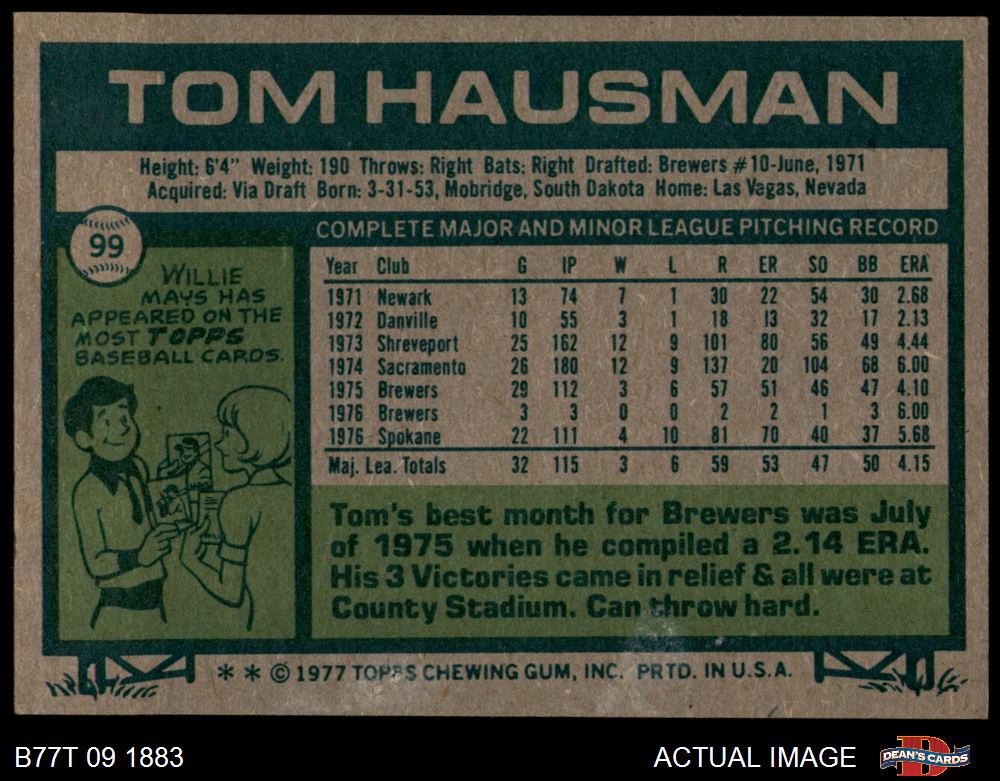 TOM HAUSMAN
Height: 6'4" Weight: 190 Throws: Right Bats: Right Drafted: Brewers #10-June, 1971
Acquired: Via Draft Born: 3-31-53, Mobridge, South Dakota Home: Las Vegas, Nevada
99
WILLIE
MAYS HAS
APPEARED ON THE
MOST TOPPS
BASEBALL CARDS.
COMPLETE MAJOR AND MINOR LEAGUE PITCHING RECORD
Year Club G IP W L R ER SO BB ERA
1971 Newark 13 74 7 1 30 22 54 30 2.68
1972 Danville 10 55 3 1 18 13 32 17 2.13
1973 Shreveport 25 162 12 9 101 80 56 49 4.44
1974 Sacramento 26 180 12 9 137 20 104 68 6.00
1975 Brewers 29 112 3 6 57 51 46 47 4.10
1976 Brewers 3 3 0 0 2 2 1 3 6.00
1976 Spokane 22 111 4 10 81 70 40 37 5.68
Maj. Lea. Totals 32 115 3 6 59 53 47 50 4.15
Tom's best month for Brewers was July
of 1975 when he compiled a 2.14 ERA.
His 3 Victories came in relief & all were at
County Stadium. Can throw hard.
* * © 1977 TOPPS CHEWING GUM, INC. PRTD. IN U.S.A.
B77T 09 1883
ACTUAL IMAGE
DEAN'S CARDS